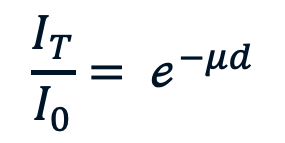 I_T / I_0 = e^{-μd}